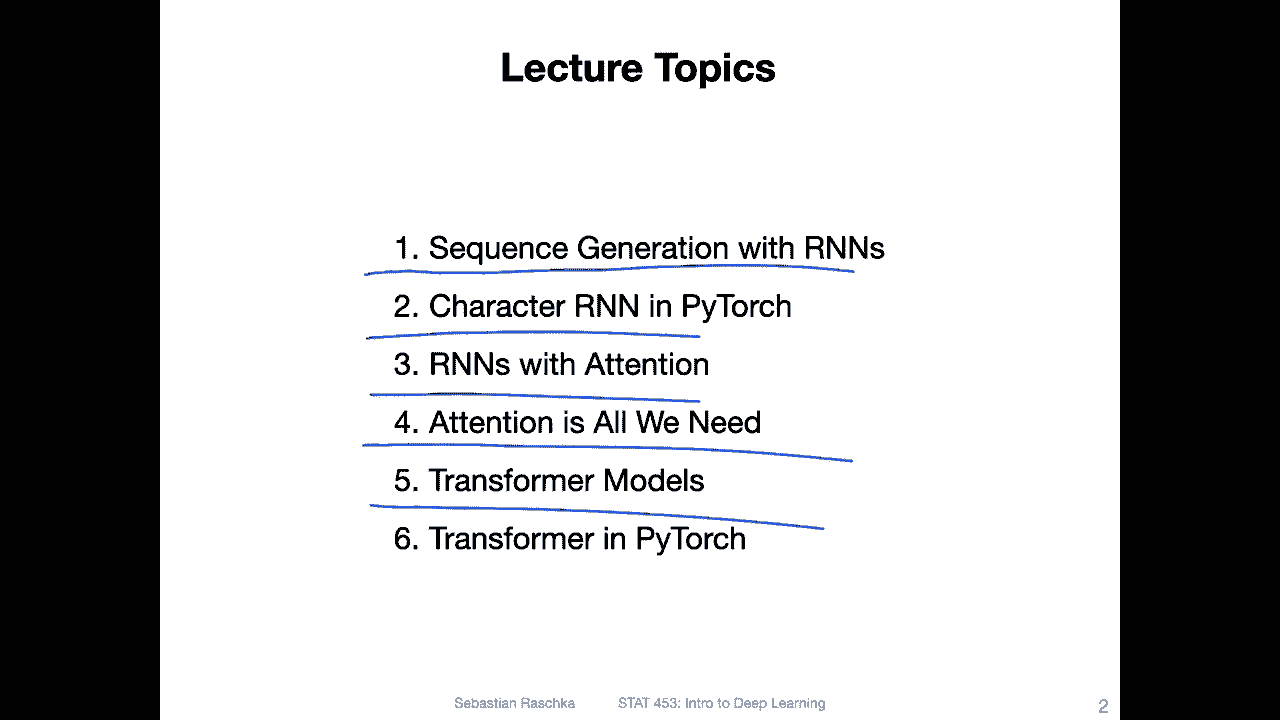 Lecture Topics
1. Sequence Generation with RNNs
2. Character RNN in PyTorch
3. RNNs with Attention
4. Attention is All We Need
5. Transformer Models
6. Transformer in PyTorch
Sebastian Raschka STAT 453: Intro to Deep Learning 2